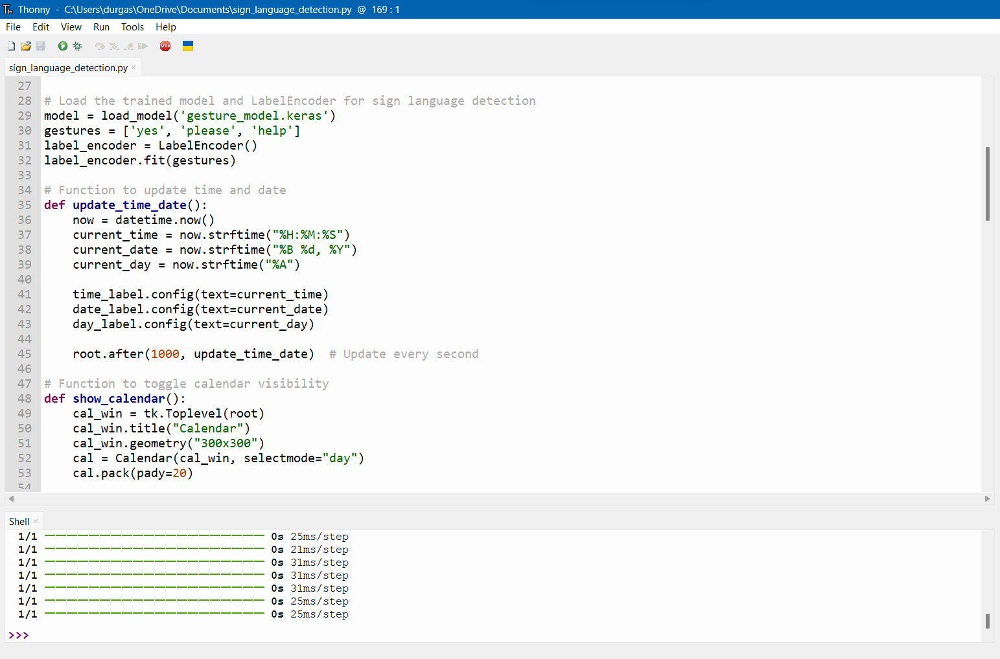 Thonny - C:\Users\durgas\OneDrive\Documents\sign_language_detection.py @ 169 : 1
File Edit View Run Tools Help
STOP
sign_language_detection.py ×
27
28 # Load the trained model and LabelEncoder for sign language detection
29 model = load_model('gesture_model.keras')
30 gestures = ['yes', 'please', 'help']
31 label_encoder = LabelEncoder()
32 label_encoder.fit(gestures)
33
34 # Function to update time and date
35 def update_time_date():
36     now = datetime.now()
37     current_time = now.strftime("%H:%M:%S")
38     current_date = now.strftime("%B %d, %Y")
39     current_day = now.strftime("%A")
40
41     time_label.config(text=current_time)
42     date_label.config(text=current_date)
43     day_label.config(text=current_day)
44
45     root.after(1000, update_time_date)  # Update every second
46
47 # Function to toggle calendar visibility
48 def show_calendar():
49     cal_win = tk.Toplevel(root)
50     cal_win.title("Calendar")
51     cal_win.geometry("300x300")
52     cal = Calendar(cal_win, selectmode="day")
53     cal.pack(pady=20)
54
Shell ×
1/1 ━━━━━━━━━━━━━━━━━━━━ 0s 25ms/step
1/1 ━━━━━━━━━━━━━━━━━━━━ 0s 21ms/step
1/1 ━━━━━━━━━━━━━━━━━━━━ 0s 31ms/step
1/1 ━━━━━━━━━━━━━━━━━━━━ 0s 31ms/step
1/1 ━━━━━━━━━━━━━━━━━━━━ 0s 31ms/step
1/1 ━━━━━━━━━━━━━━━━━━━━ 0s 25ms/step
1/1 ━━━━━━━━━━━━━━━━━━━━ 0s 25ms/step
>>>